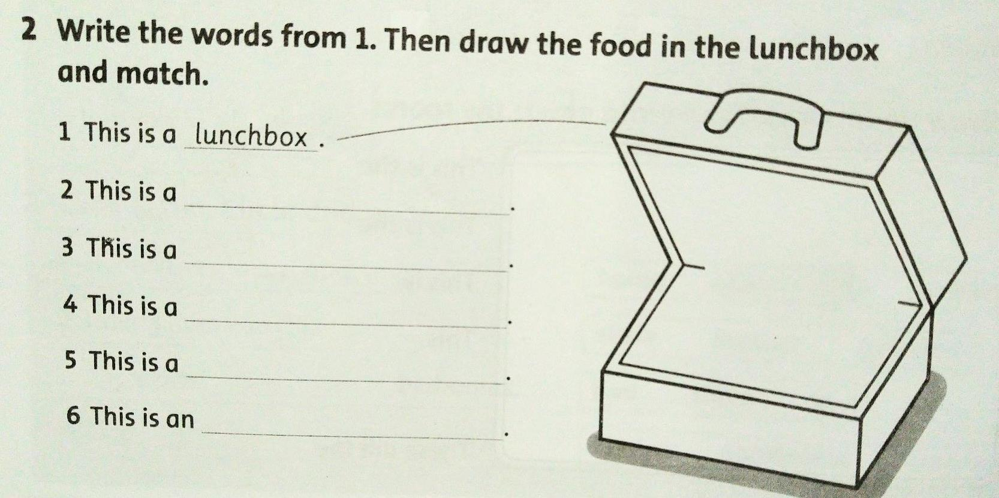 2 Write the words from 1. Then draw the food in the lunchbox
and match.
1 This is a lunchbox.
2 This is a .
3 This is a .
4 This is a .
5 This is a .
6 This is an .